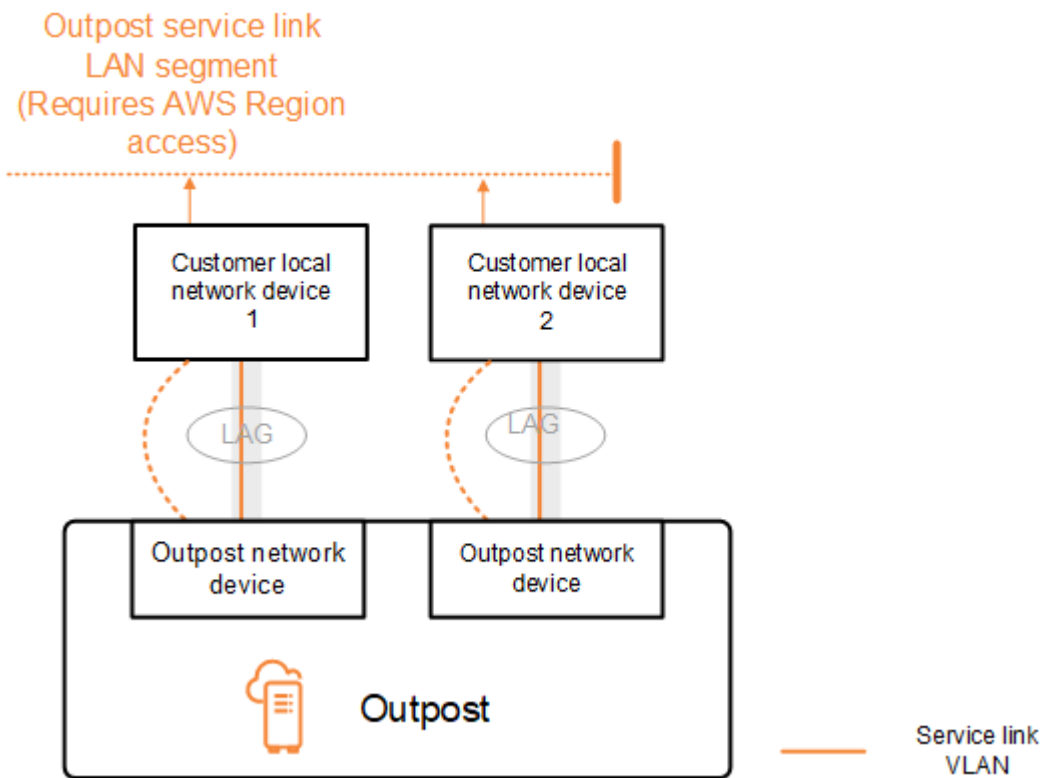 Outpost service link
LAN segment
(Requires AWS Region
access)
Customer local
network device
1
Customer local
network device
2
LAG
LAG
Outpost network
device
Outpost network
device
Outpost
Service link
VLAN